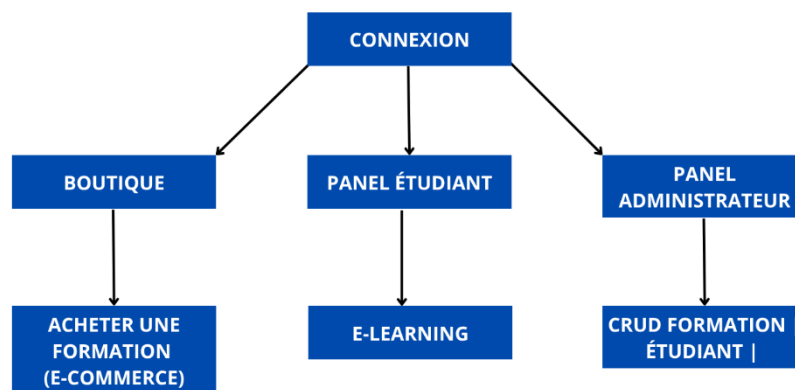 CONNEXION
BOUTIQUE
PANEL ÉTUDIANT
PANEL
ADMINISTRATEUR
ACHETER UNE
FORMATION
(E-COMMERCE)
E-LEARNING
CRUD FORMATION |
ÉTUDIANT |